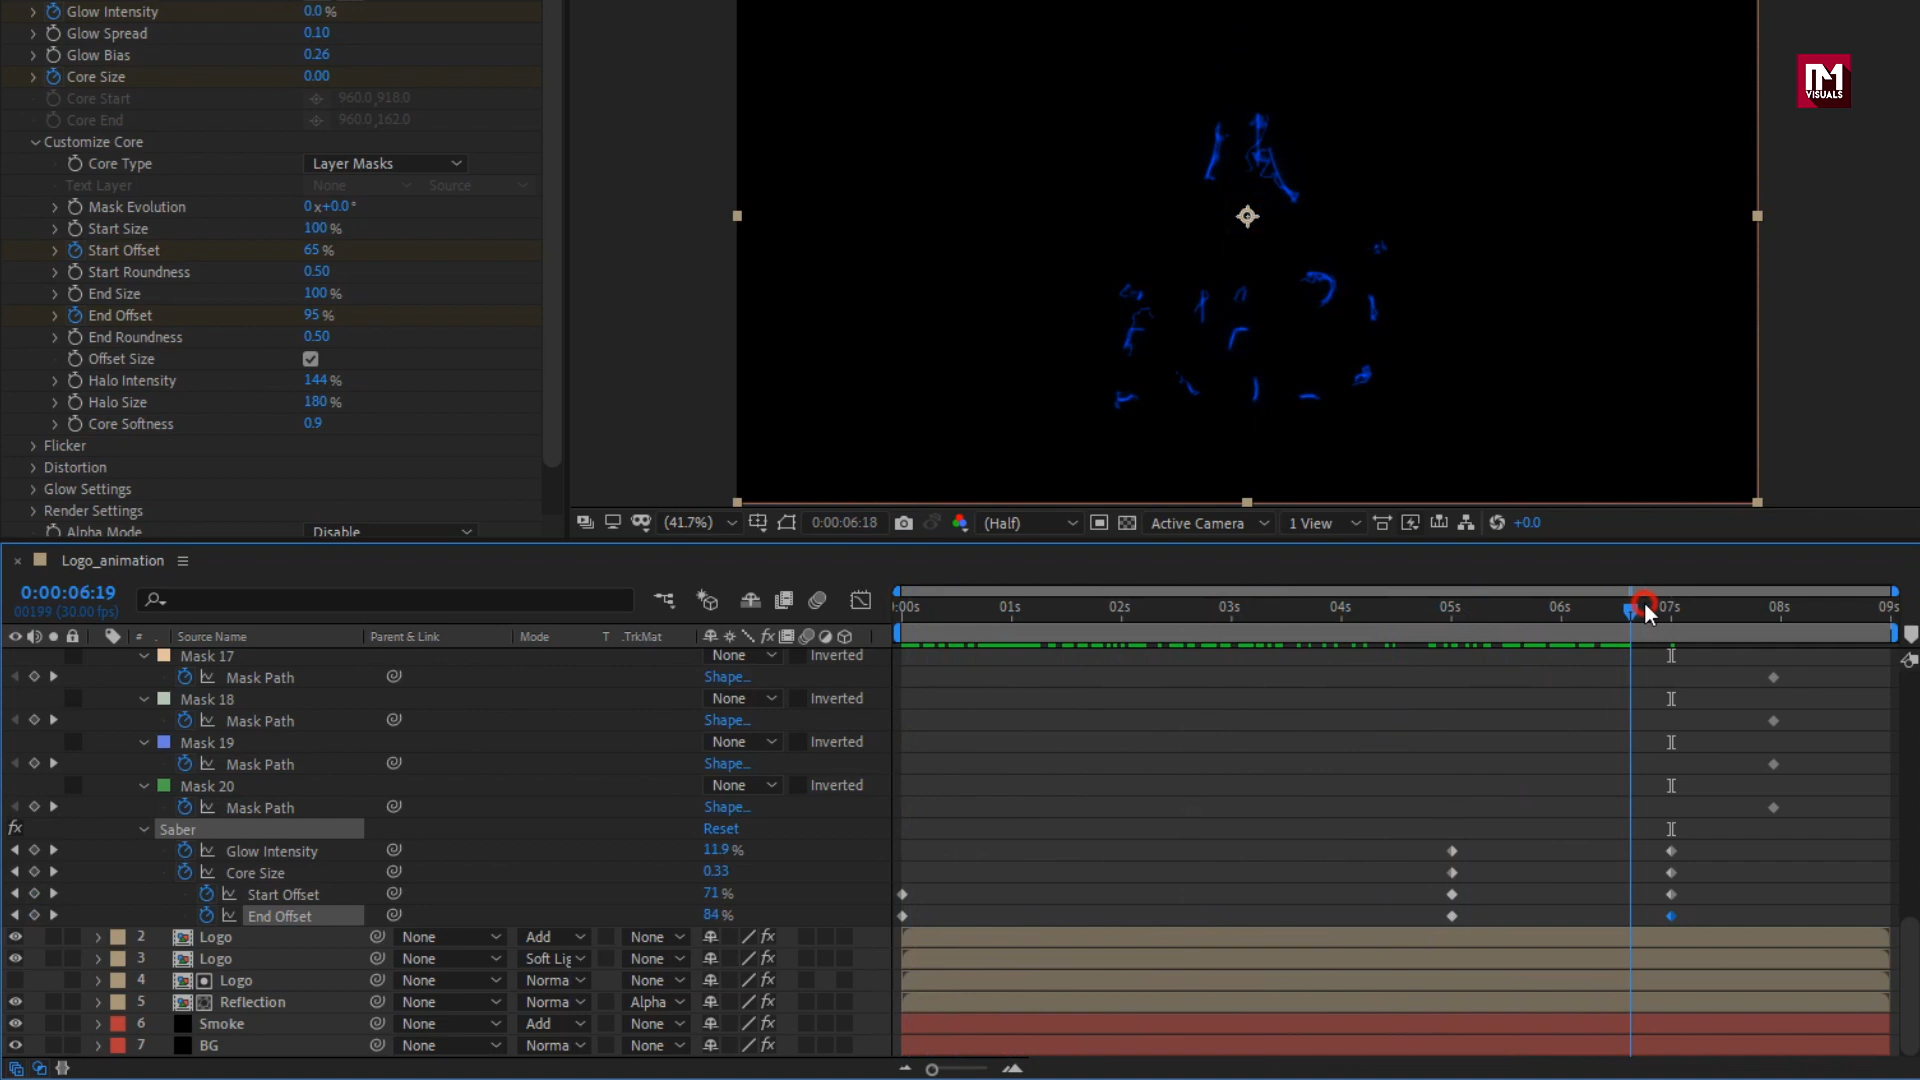 Glow Intensity 0.0 %
Glow Spread 0.10
Glow Bias 0.26
Core Size 0.00
Core Start 960.0,918.0
Core End 960.0,162.0
Customize Core
Core Type Layer Masks
Text Layer None Source
Mask Evolution 0x+0.0°
Start Size 100 %
Start Offset 65 %
Start Roundness 0.50
End Size 100 %
End Offset 95 %
End Roundness 0.50
Offset Size
Halo Intensity 144 %
Halo Size 180 %
Core Softness 0.9
Flicker
Distortion
Glow Settings
Render Settings
Alpha Mode Disable
VISUALS
(41.7%) 0:00:06:18 (Half) Active Camera 1 View +0.0
Logo_animation
0:00:06:19
00199 (30.00 fps)
:00s 01s 02s 03s 04s 05s 06s 07s 08s 09s
# Source Name Parent & Link Mode T .TrkMat
Mask 17 None Inverted
Mask Path Shape...
Mask 18 None Inverted
Mask Path Shape...
Mask 19 None Inverted
Mask Path Shape...
Mask 20 None Inverted
Mask Path Shape...
fx Saber Reset
Glow Intensity 11.9 %
Core Size 0.33
Start Offset 71 %
End Offset 84 %
2 Logo None Add None fx
3 Logo None Soft Lig None fx
4 Logo None Norma None fx
5 Reflection None Norma Alpha fx
6 Smoke None Add None fx
7 BG None Norma None fx